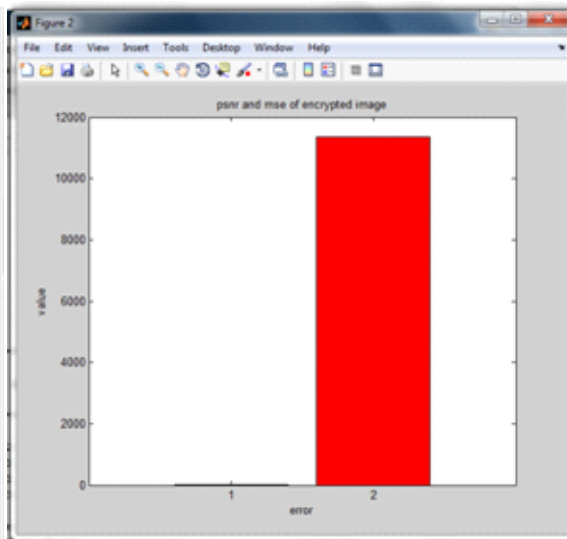 Figure 2
File Edit View Insert Tools Desktop Window Help
psnr and mse of encrypted image
12000
10000
8000
6000
4000
2000
0
value
1 2
error